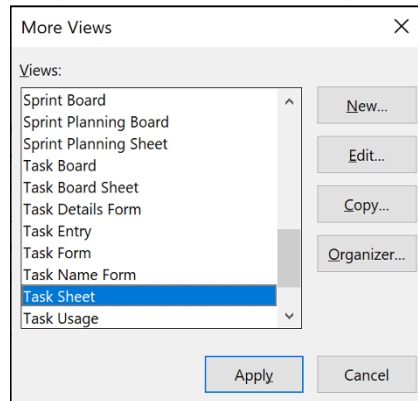 More Views
Views:
Sprint Board
Sprint Planning Board
Sprint Planning Sheet
Task Board
Task Board Sheet
Task Details Form
Task Entry
Task Form
Task Name Form
Task Sheet
Task Usage
New...
Edit...
Copy...
Organizer...
Apply
Cancel